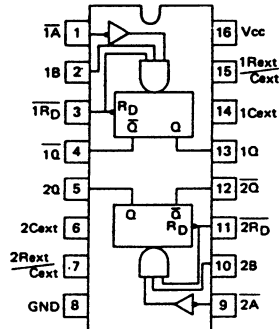 1A 1 16 Vcc
1B 2 15 1Rext/Cext
1RD 3 RD 14 1Cext
Q Q
1Q 4 13 1Q
2Q 5 12 2Q
Q Q
2Cext 6 RD 11 2RD
2Rext/Cext 7 10 2B
GND 8 9 2A